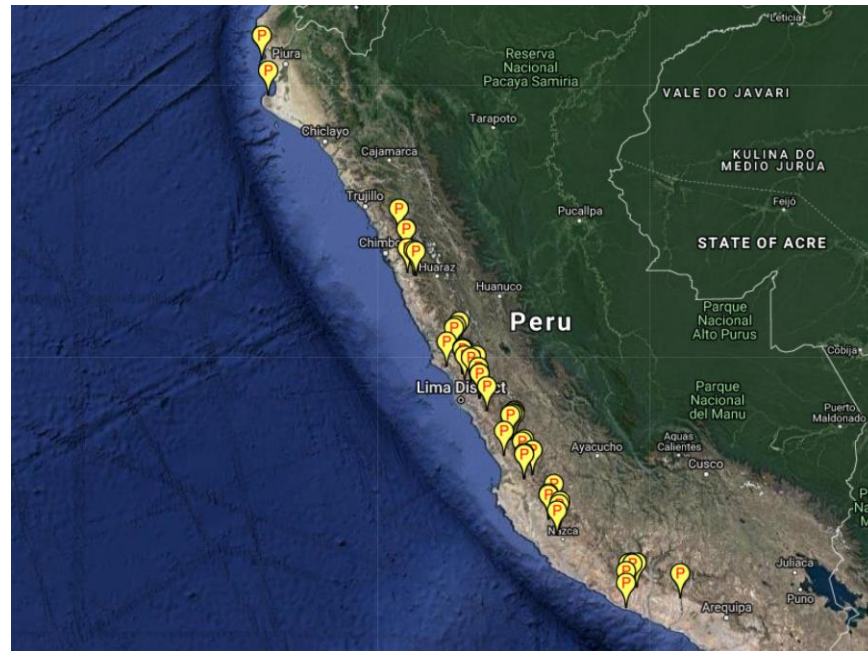 Leticia
P
Piura
P
Reserva
Nacional
Pacaya Samiria
VALE DO JAVARI
Tarapoto
Chiclayo
Cajamarca
KULINA DO
MEDIO JURUA
Trujillo
P
Pucallpa
Feijó
P
STATE OF ACRE
Chimbo
P
P
Huaraz
Huanuco
Parque
Nacional
Alto Purus
P
Peru
P
Cobija
P
P
P
Lima District
P
Parque
Nacional
del Manu
Puerto
Maldonado
P
P
P
P
P
Ayacucho
Aguas
Calientes
Cusco
P
P
P
P
Nazca
P
P
P
P
Juliaca
Puno
Arequipa